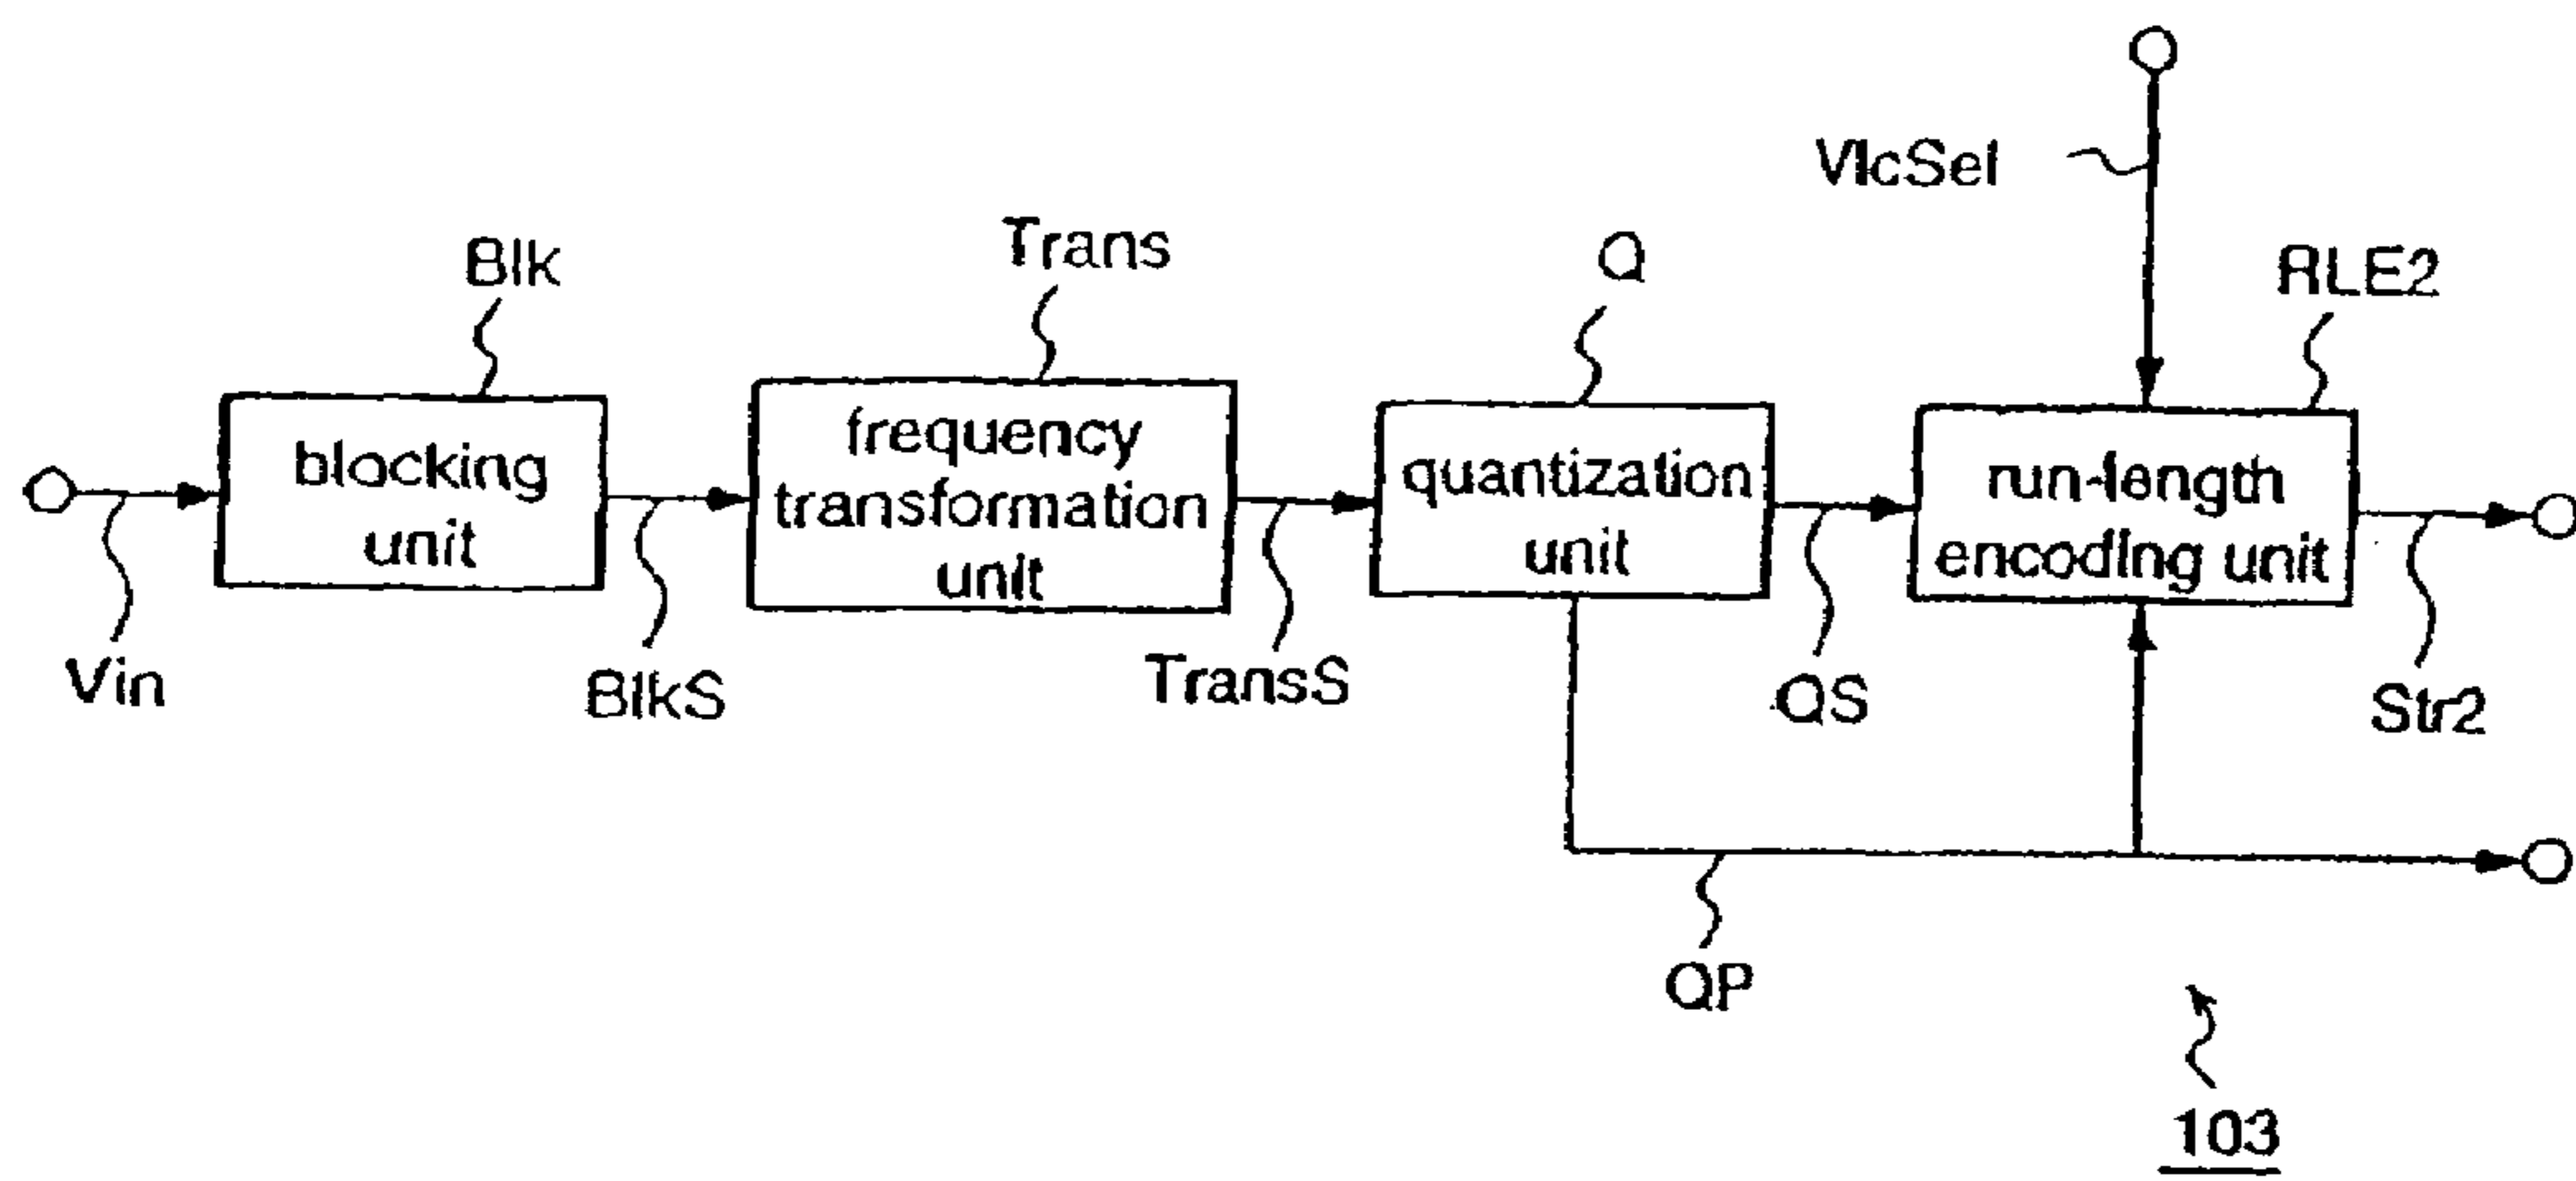 VlcSel
Blk
Trans
Q
RLE2
blocking
unit
frequency
transformation
unit
quantization
unit
run-length
encoding unit
Vin
BlkS
TransS
QS
Str2
QP
103